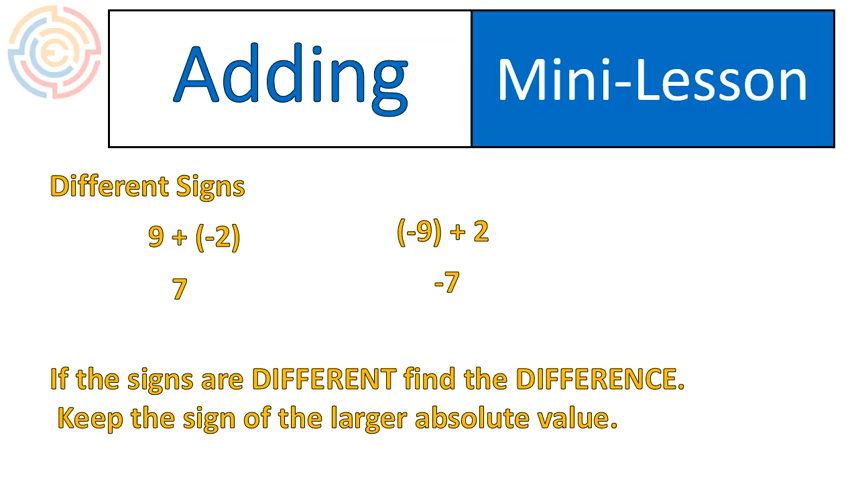 Adding Mini-Lesson
Different Signs
9 + (-2) (-9) + 2
7 -7
If the signs are DIFFERENT find the DIFFERENCE.
Keep the sign of the larger absolute value.